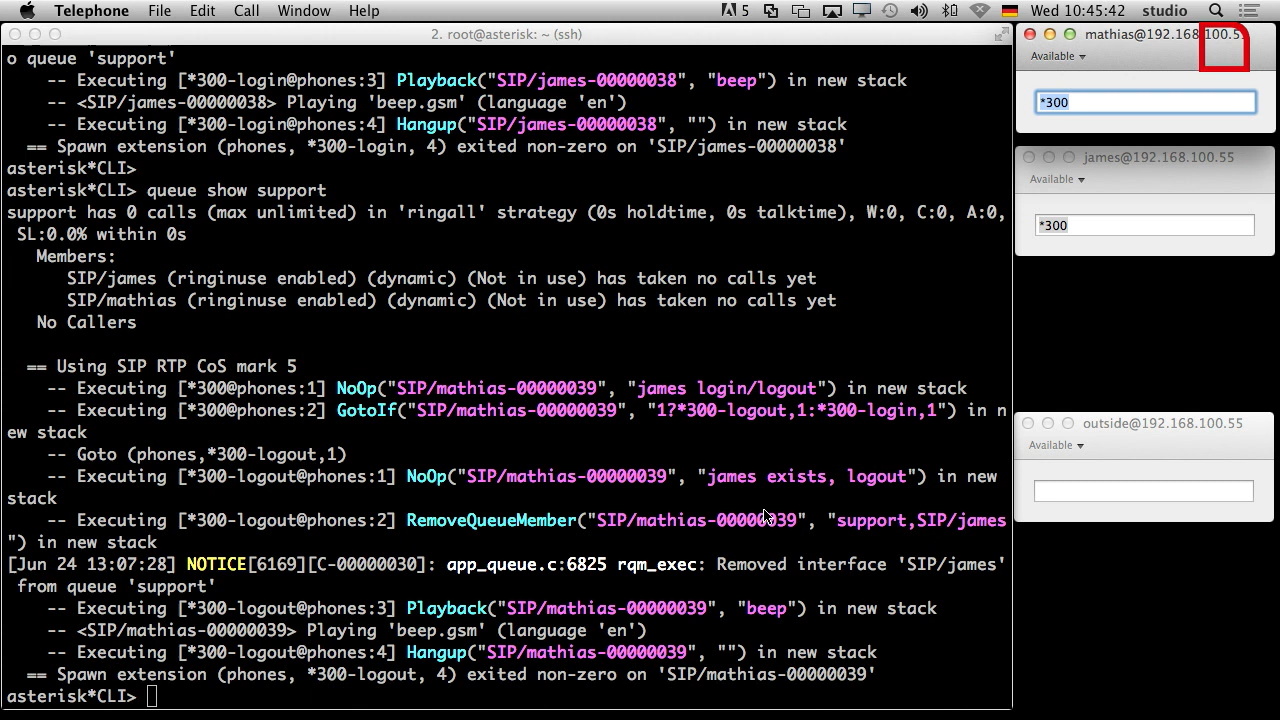 Telephone File Edit Call Window Help 5 Wed 10:45:42 studio
2. root@asterisk: ~ (ssh)
o queue 'support'
-- Executing [*300-login@phones:3] Playback("SIP/james-00000038", "beep") in new stack
-- <SIP/james-00000038> Playing 'beep.gsm' (language 'en')
-- Executing [*300-login@phones:4] Hangup("SIP/james-00000038", "") in new stack
== Spawn extension (phones, *300-login, 4) exited non-zero on 'SIP/james-00000038'
asterisk*CLI>
asterisk*CLI> queue show support
support has 0 calls (max unlimited) in 'ringall' strategy (0s holdtime, 0s talktime), W:0, C:0, A:0,
SL:0.0% within 0s
Members:
SIP/james (ringinuse enabled) (dynamic) (Not in use) has taken no calls yet
SIP/mathias (ringinuse enabled) (dynamic) (Not in use) has taken no calls yet
No Callers
== Using SIP RTP CoS mark 5
-- Executing [*300@phones:1] NoOp("SIP/mathias-00000039", "james login/logout") in new stack
-- Executing [*300@phones:2] GotoIf("SIP/mathias-00000039", "1?*300-logout,1:*300-login,1") in n
ew stack
-- Goto (phones,*300-logout,1)
-- Executing [*300-logout@phones:1] NoOp("SIP/mathias-00000039", "james exists, logout") in new
stack
-- Executing [*300-logout@phones:2] RemoveQueueMember("SIP/mathias-00000039", "support,SIP/james
") in new stack
[Jun 24 13:07:28] NOTICE[6169][C-00000030]: app_queue.c:6825 rqm_exec: Removed interface 'SIP/james'
from queue 'support'
-- Executing [*300-logout@phones:3] Playback("SIP/mathias-00000039", "beep") in new stack
-- <SIP/mathias-00000039> Playing 'beep.gsm' (language 'en')
-- Executing [*300-logout@phones:4] Hangup("SIP/mathias-00000039", "") in new stack
== Spawn extension (phones, *300-logout, 4) exited non-zero on 'SIP/mathias-00000039'
asterisk*CLI>
mathias@192.168.100.5
Available
*300
james@192.168.100.55
Available
*300
outside@192.168.100.55
Available